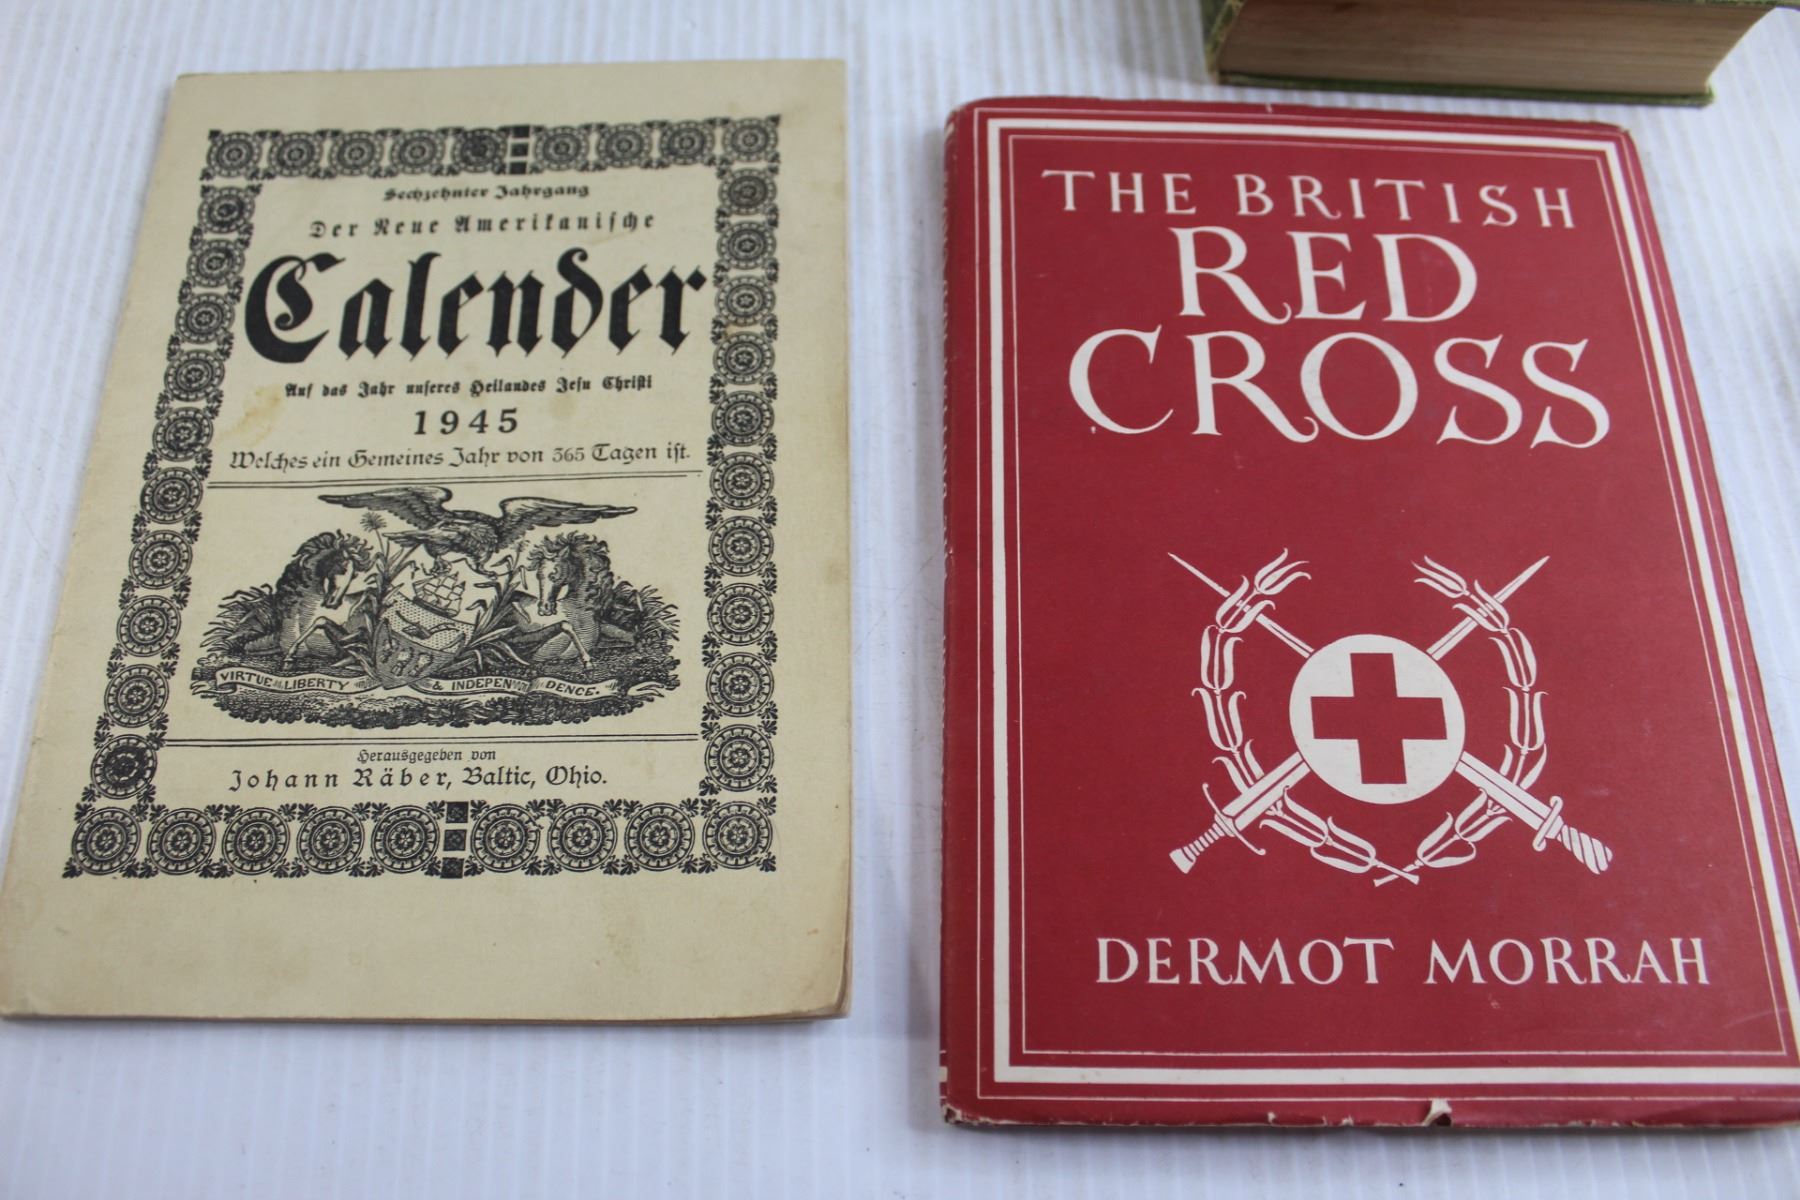 Sechzehnter Jahrgang
Der Neue Amerikanische
Calender
Auf das Jahr unseres Heilandes Jesu Christi
1945
Welches ein Gemeines Jahr von 365 Tagen ist.
VIRTUE LIBERTY & INDEPENDENCE.
Herausgegeben von
Johann Räber, Baltic, Ohio.
THE BRITISH
RED
CROSS
DERMOT MORRAH